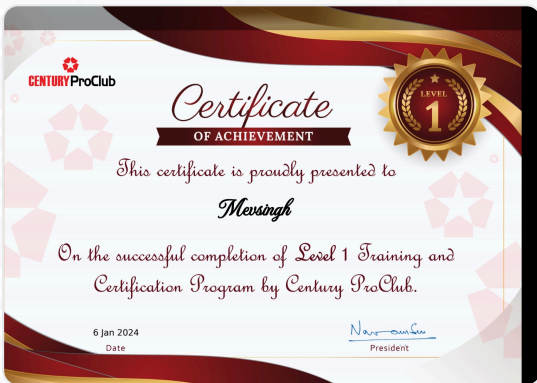 CENTURY ProClub
Certificate
OF ACHIEVEMENT
LEVEL
1
This certificate is proudly presented to
Mevsingh
On the successful completion of Level 1 Training and
Certification Program by Century ProClub.
6 Jan 2024
Date
President